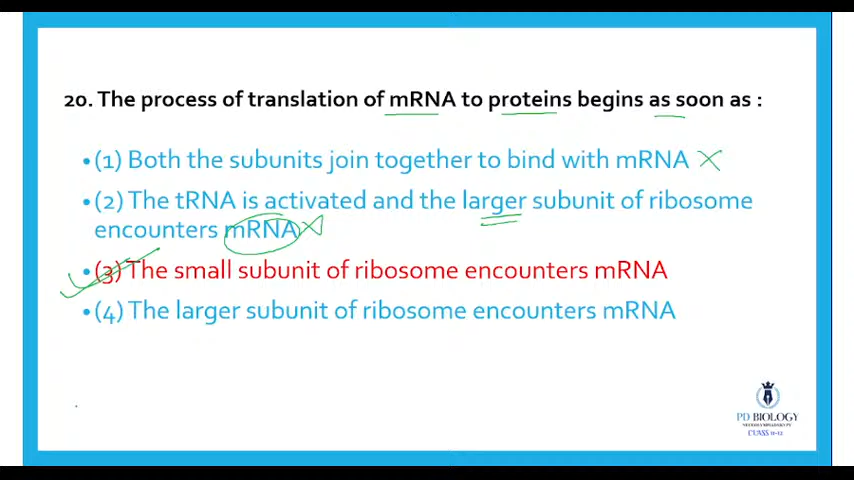 20. The process of translation of mRNA to proteins begins as soon as :
• (1) Both the subunits join together to bind with mRNA
• (2) The tRNA is activated and the larger subunit of ribosome
encounters mRNA
• (3) The small subunit of ribosome encounters mRNA
• (4) The larger subunit of ribosome encounters mRNA
PD BIOLOGY
CLASS 11-12